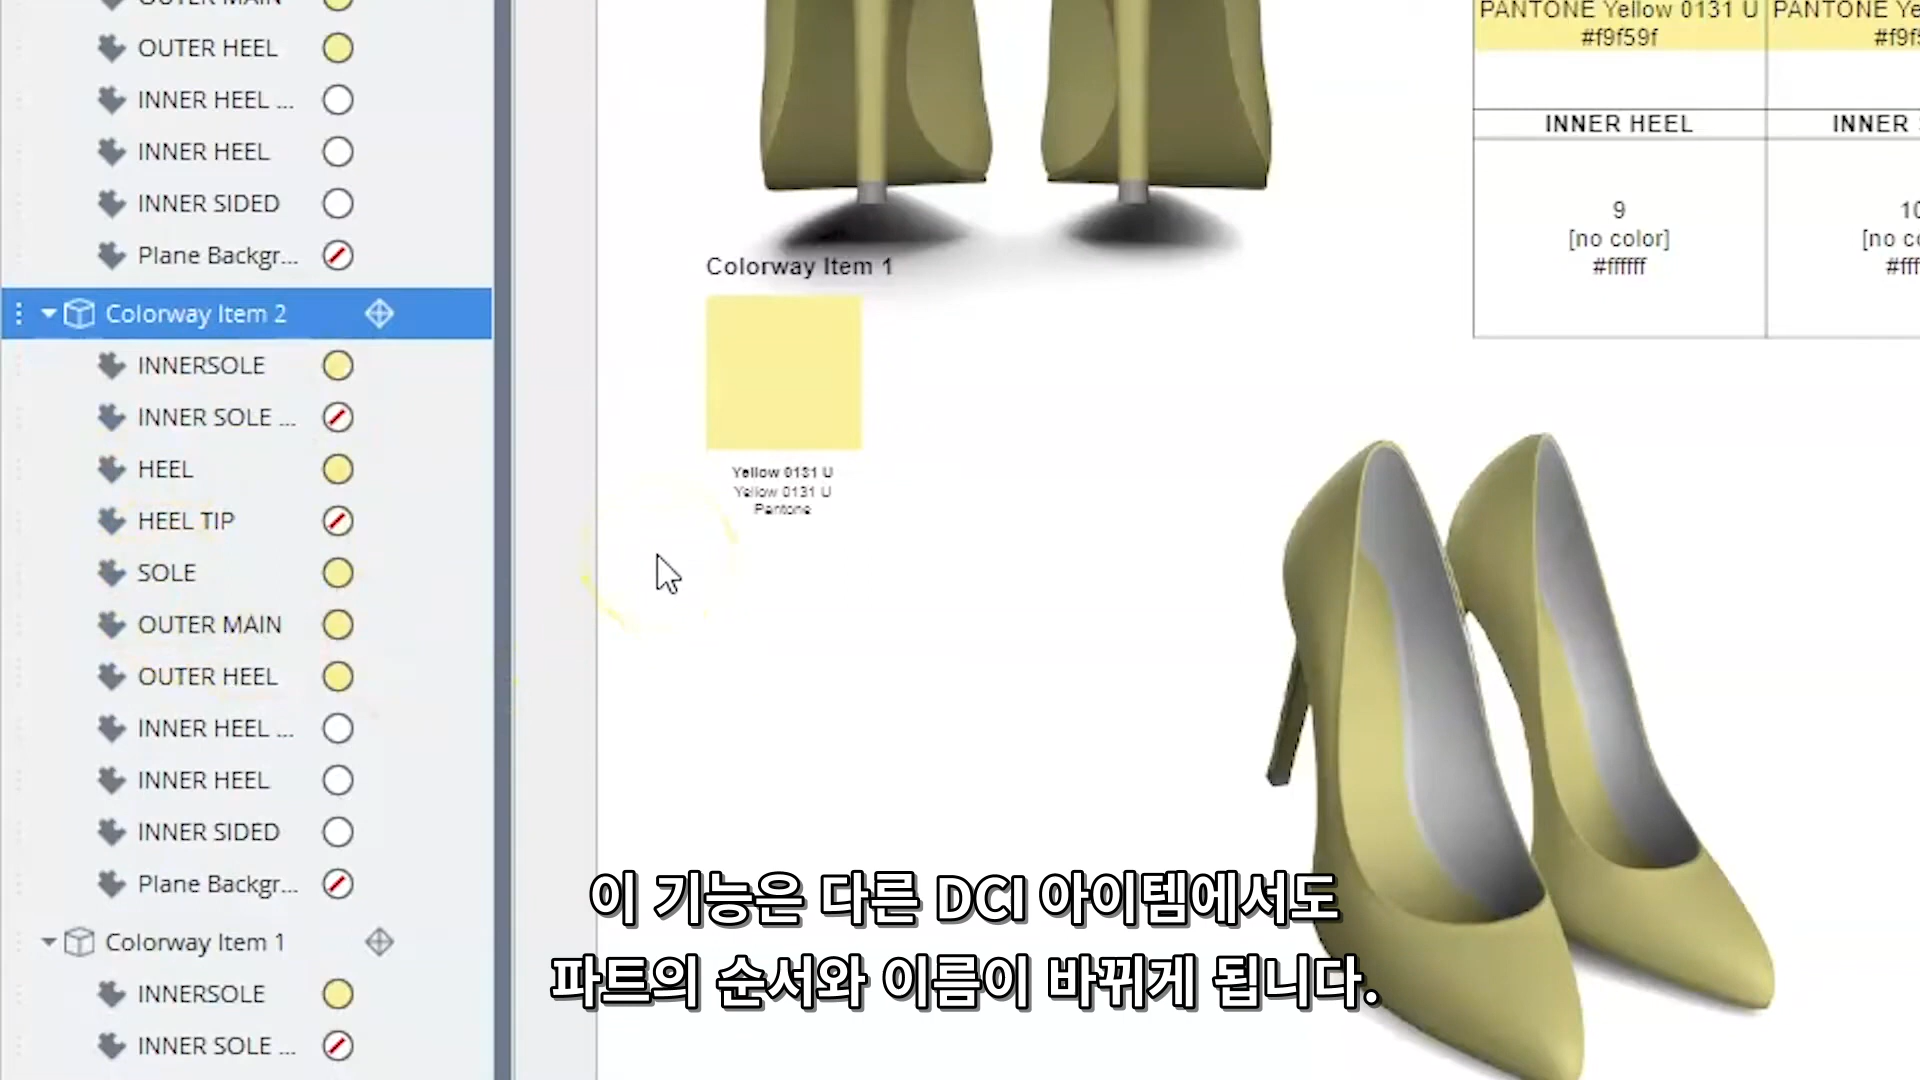 OUTER HEEL
INNER HEEL ...
INNER HEEL
INNER SIDED
Plane Backgr...
Colorway Item 2
INNERSOLE
INNER SOLE ...
HEEL
HEEL TIP
SOLE
OUTER MAIN
OUTER HEEL
INNER HEEL ...
INNER HEEL
INNER SIDED
Plane Backgr...
Colorway Item 1
INNERSOLE
INNER SOLE ...
Colorway Item 1
Yellow 0131 U
Yellow 0131 U
Pantone
PANTONE Yellow 0131 U
#f9f59f
INNER HEEL
9
[no color]
#ffffff
PANTONE
INNER
이 기능은 다른 DCI 아이템에서도
파트의 순서와 이름이 바뀌게 됩니다.